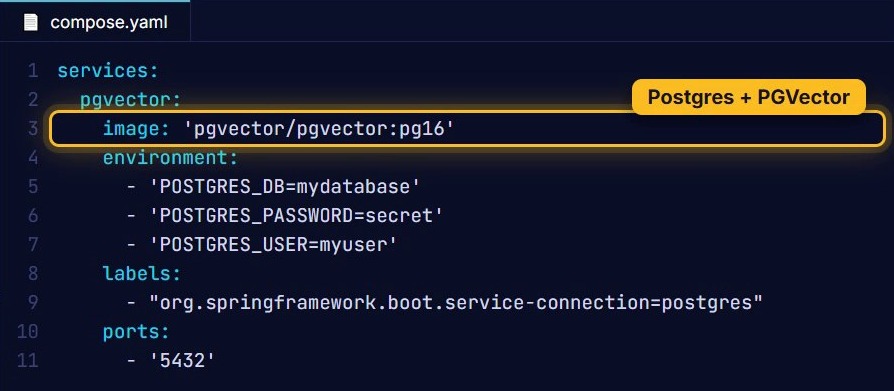 compose.yaml
1 services:
Postgres + PGVector
2   pgvector:
3     image: 'pgvector/pgvector:pg16'
4     environment:
5       - 'POSTGRES_DB=mydatabase'
6       - 'POSTGRES_PASSWORD=secret'
7       - 'POSTGRES_USER=myuser'
8     labels:
9       - "org.springframework.boot.service-connection=postgres"
10     ports:
11       - '5432'